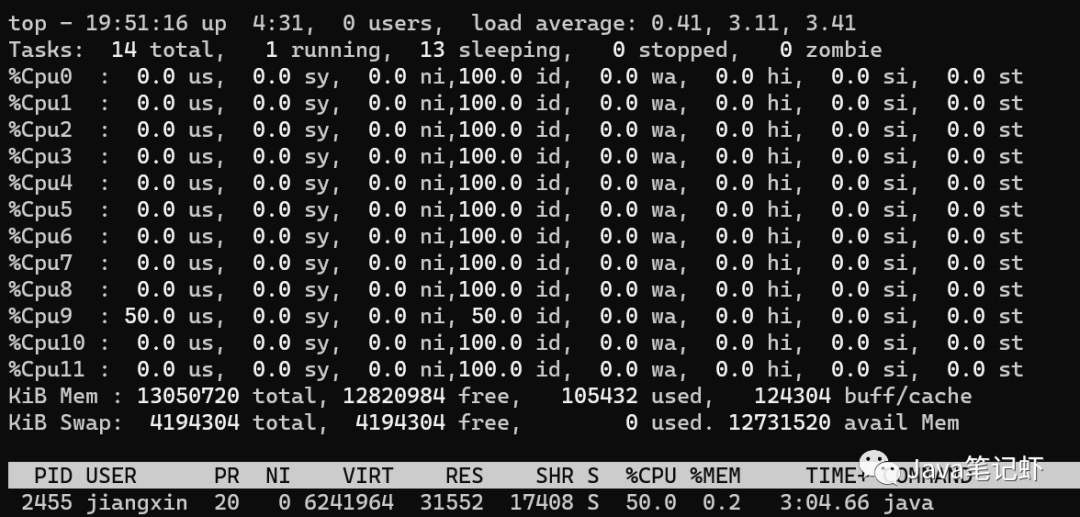 top - 19:51:16 up  4:31,  0 users,  load average: 0.41, 3.11, 3.41
Tasks:  14 total,   1 running,  13 sleeping,   0 stopped,   0 zombie
%Cpu0  :  0.0 us,  0.0 sy,  0.0 ni,100.0 id,  0.0 wa,  0.0 hi,  0.0 si,  0.0 st
%Cpu1  :  0.0 us,  0.0 sy,  0.0 ni,100.0 id,  0.0 wa,  0.0 hi,  0.0 si,  0.0 st
%Cpu2  :  0.0 us,  0.0 sy,  0.0 ni,100.0 id,  0.0 wa,  0.0 hi,  0.0 si,  0.0 st
%Cpu3  :  0.0 us,  0.0 sy,  0.0 ni,100.0 id,  0.0 wa,  0.0 hi,  0.0 si,  0.0 st
%Cpu4  :  0.0 us,  0.0 sy,  0.0 ni,100.0 id,  0.0 wa,  0.0 hi,  0.0 si,  0.0 st
%Cpu5  :  0.0 us,  0.0 sy,  0.0 ni,100.0 id,  0.0 wa,  0.0 hi,  0.0 si,  0.0 st
%Cpu6  :  0.0 us,  0.0 sy,  0.0 ni,100.0 id,  0.0 wa,  0.0 hi,  0.0 si,  0.0 st
%Cpu7  :  0.0 us,  0.0 sy,  0.0 ni,100.0 id,  0.0 wa,  0.0 hi,  0.0 si,  0.0 st
%Cpu8  :  0.0 us,  0.0 sy,  0.0 ni,100.0 id,  0.0 wa,  0.0 hi,  0.0 si,  0.0 st
%Cpu9  : 50.0 us,  0.0 sy,  0.0 ni, 50.0 id,  0.0 wa,  0.0 hi,  0.0 si,  0.0 st
%Cpu10 :  0.0 us,  0.0 sy,  0.0 ni,100.0 id,  0.0 wa,  0.0 hi,  0.0 si,  0.0 st
%Cpu11 :  0.0 us,  0.0 sy,  0.0 ni,100.0 id,  0.0 wa,  0.0 hi,  0.0 si,  0.0 st
KiB Mem : 13050720 total, 12820984 free,   105432 used,   124304 buff/cache
KiB Swap:  4194304 total,  4194304 free,        0 used. 12731520 avail Mem
PID USER      PR  NI    VIRT    RES    SHR S  %CPU %MEM     TIME+ COMMAND
Java笔记虾
2455 jiangxin  20   0 6241964  31552  17408 S  50.0  0.2   3:04.66 java